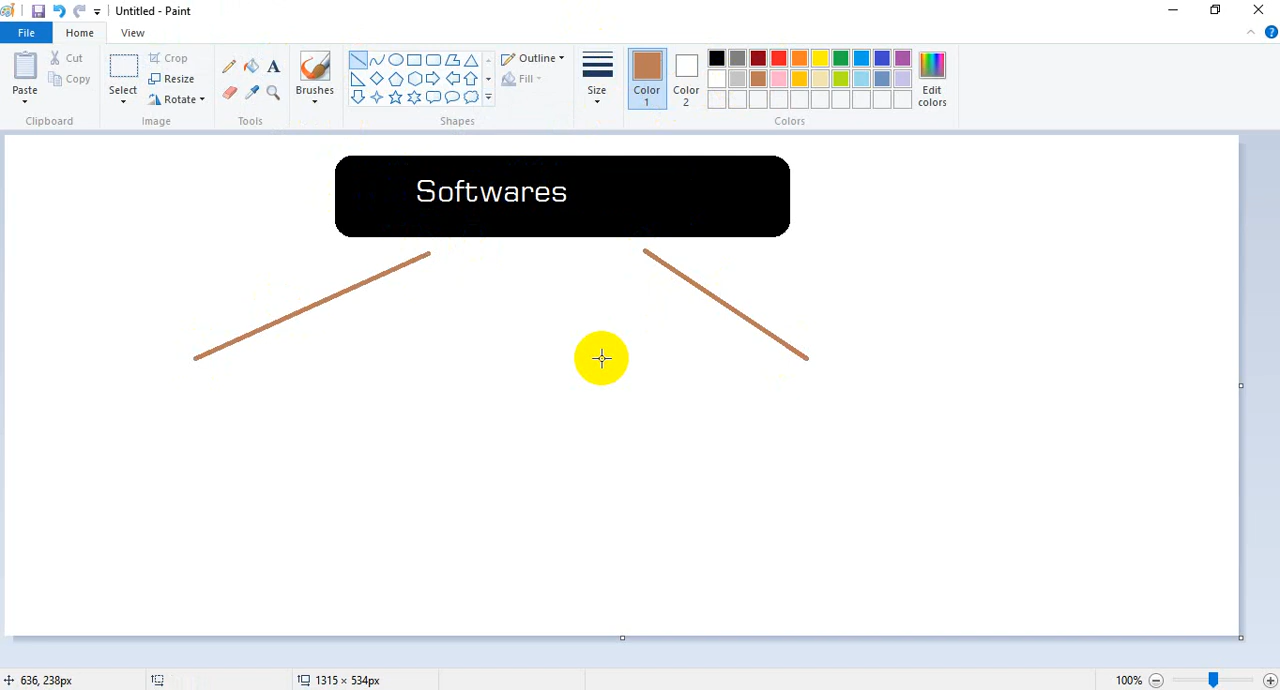 Untitled - Paint
File Home View
Paste
Cut
Copy
Clipboard
Select
Crop
Resize
Rotate
Image
A
Tools
Brushes
Shapes
Outline
Fill
Size
Color 1
Color 2
Edit colors
Colors
Softwares
636, 238px
1315 × 534px
100%